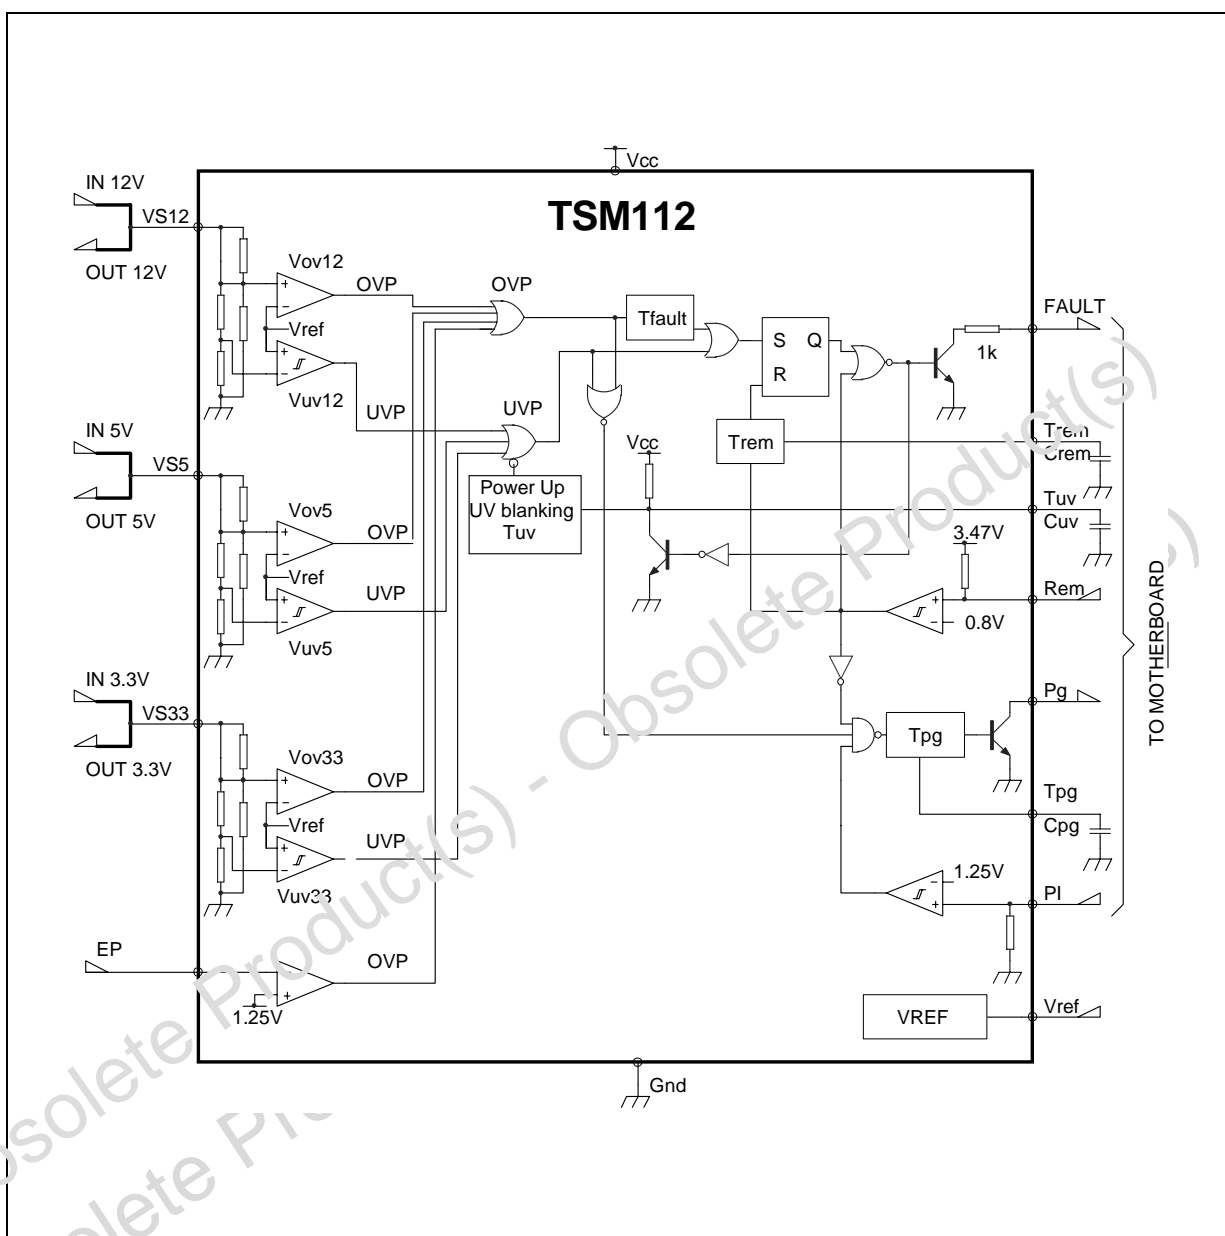 Vcc
TSM112
IN 12V
VS12
OUT 12V
Vov12
OVP
OVP
+
−
Vref
+
−
Vuv12
UVP
Tfault
S Q
R
FAULT
1k
IN 5V
VS5
OUT 5V
UVP
Vcc
Trem
Trem
Crem
Power Up
UV blanking
Tuv
Tuv
Cuv
Vov5
OVP
+
−
Vref
+
−
UVP
Vuv5
3.47V
Rem
+
−
0.8V
TO MOTHERBOARD
IN 3.3V
VS33
OUT 3.3V
Vov33
OVP
+
−
Vref
+
−
UVP
Vuv33
Pg
Tpg
Tpg
Cpg
−
1.25V
+
PI
EP
OVP
+
1.25V
VREF
Vref
Gnd
Obsolete Product(s) - Obsolete Product(s)